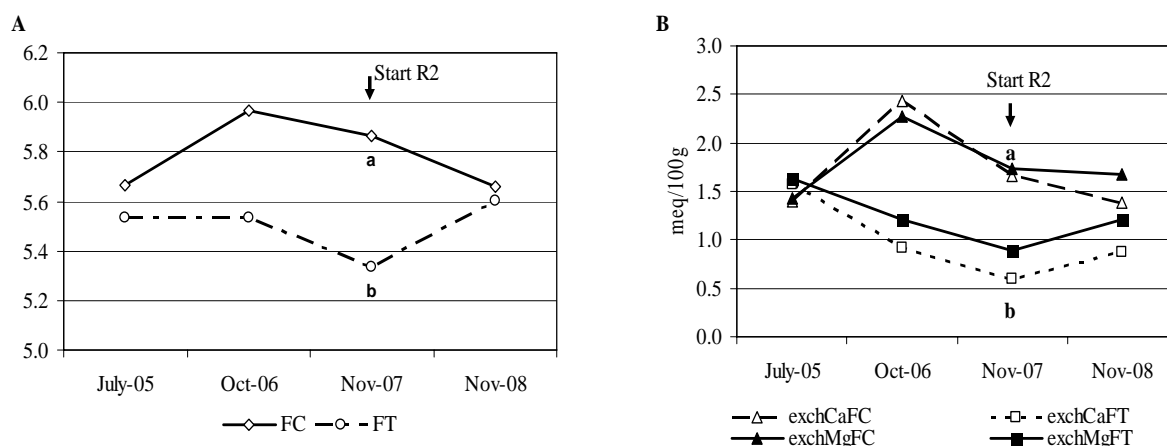 A
6.2
6.0
5.8
5.6
5.4
5.2
5.0
Start R2
a
b
July-05 Oct-06 Nov-07 Nov-08
FC FT
B
3.0
2.5
2.0
1.5
1.0
0.5
0.0
meq/100g
Start R2
a
b
July-05 Oct-06 Nov-07 Nov-08
exchCaFC exchCaFT
exchMgFC exchMgFT